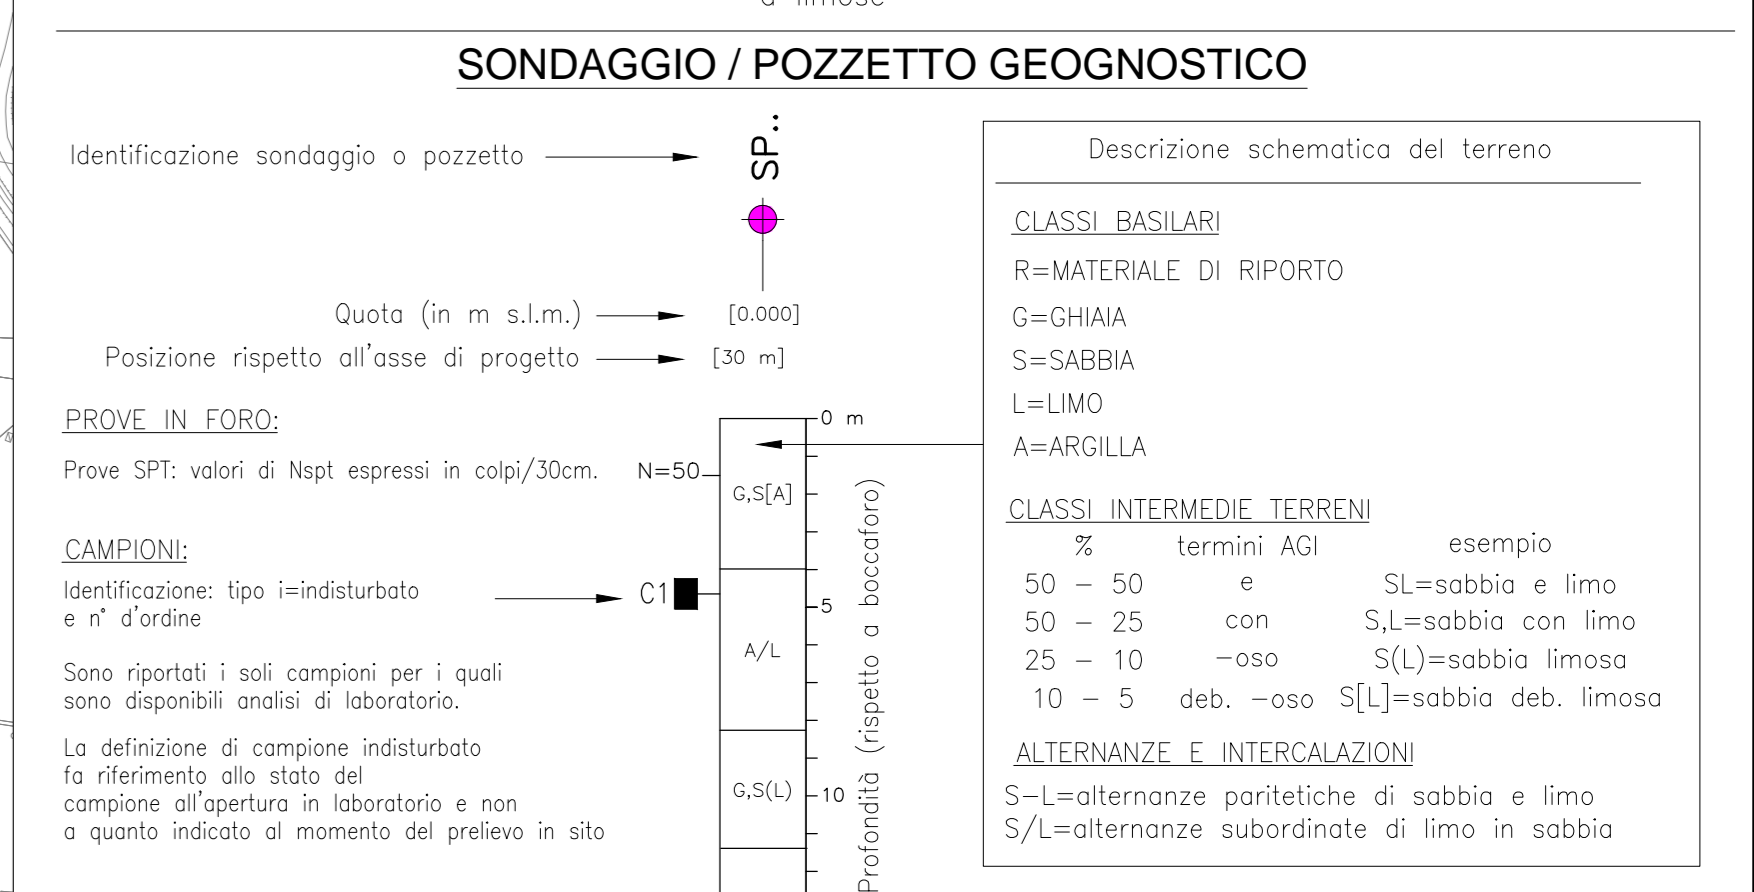 a limose
SONDAGGIO / POZZETTO GEOGNOSTICO
Identificazione sondaggio o pozzetto
SP..
Quota (in m s.l.m.)
[0.000]
Posizione rispetto all'asse di progetto
[30 m]
PROVE IN FORO:
Prove SPT: valori di Nspt espressi in colpi/30cm.
N=50
CAMPIONI:
Identificazione: tipo i=indisturbato
e n° d'ordine
C1
Sono riportati i soli campioni per i quali
sono disponibili analisi di laboratorio.
La definizione di campione indisturbato
fa riferimento allo stato del
campione all'apertura in laboratorio e non
a quanto indicato al momento del prelievo in sito
0 m
G,S[A]
5
A/L
G,S(L)
10
Profondità (rispetto a boccaforo)
Descrizione schematica del terreno
CLASSI BASILARI
R=MATERIALE DI RIPORTO
G=GHIAIA
S=SABBIA
L=LIMO
A=ARGILLA
CLASSI INTERMEDIE TERRENI
% termini AGI esempio
50 - 50 e SL=sabbia e limo
50 - 25 con S,L=sabbia con limo
25 - 10 -oso S(L)=sabbia limosa
10 - 5 deb. -oso S[L]=sabbia deb. limosa
ALTERNANZE E INTERCALAZIONI
S-L=alternanze paritetiche di sabbia e limo
S/L=alternanze subordinate di limo in sabbia